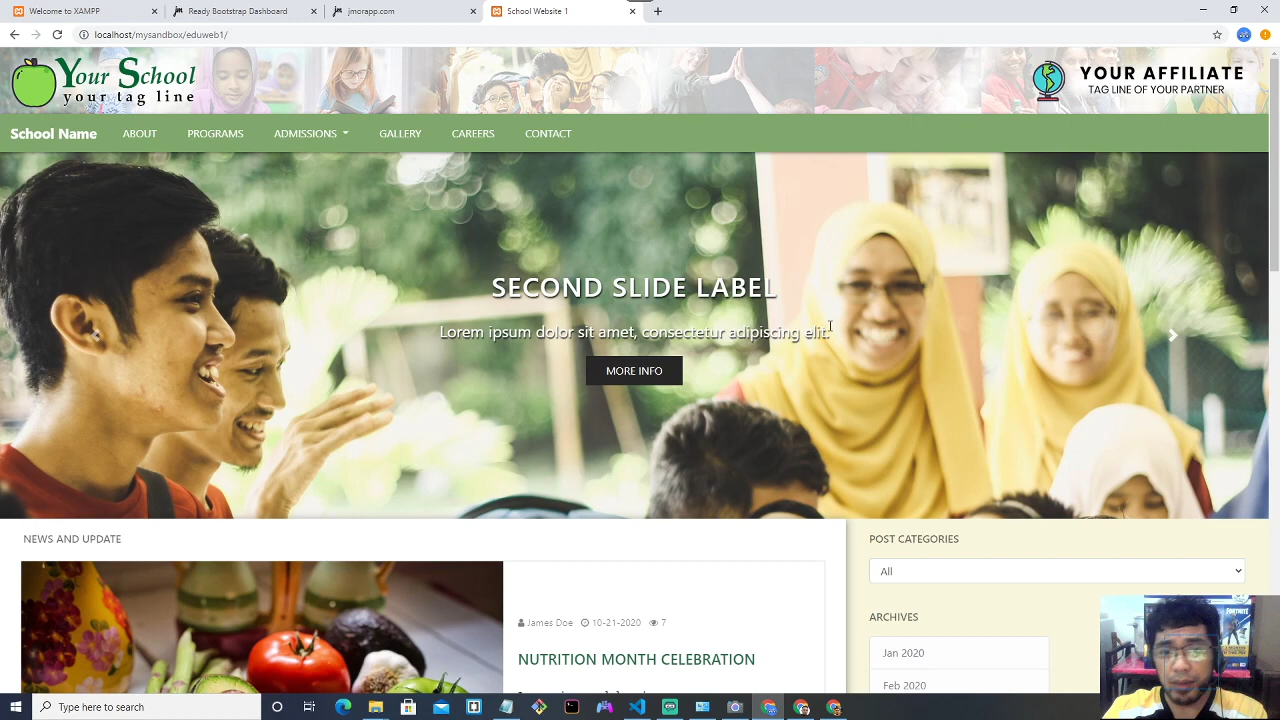 Welcome to XAMPP
Ready Bootstrap Dashboard
jmorapp.com
School Website 1
localhost/mysandbox/eduweb1/
Your School
your tag line
YOUR AFFILIATE
TAG LINE OF YOUR PARTNER
School Name
ABOUT
PROGRAMS
ADMISSIONS
GALLERY
CAREERS
CONTACT
SECOND SLIDE LABEL
Lorem ipsum dolor sit amet, consectetur adipiscing elit.
MORE INFO
NEWS AND UPDATE
POST CATEGORIES
All
James Doe
10-21-2020
7
NUTRITION MONTH CELEBRATION
ARCHIVES
Jan 2020
Feb 2020
FORTNITE
Type here to search